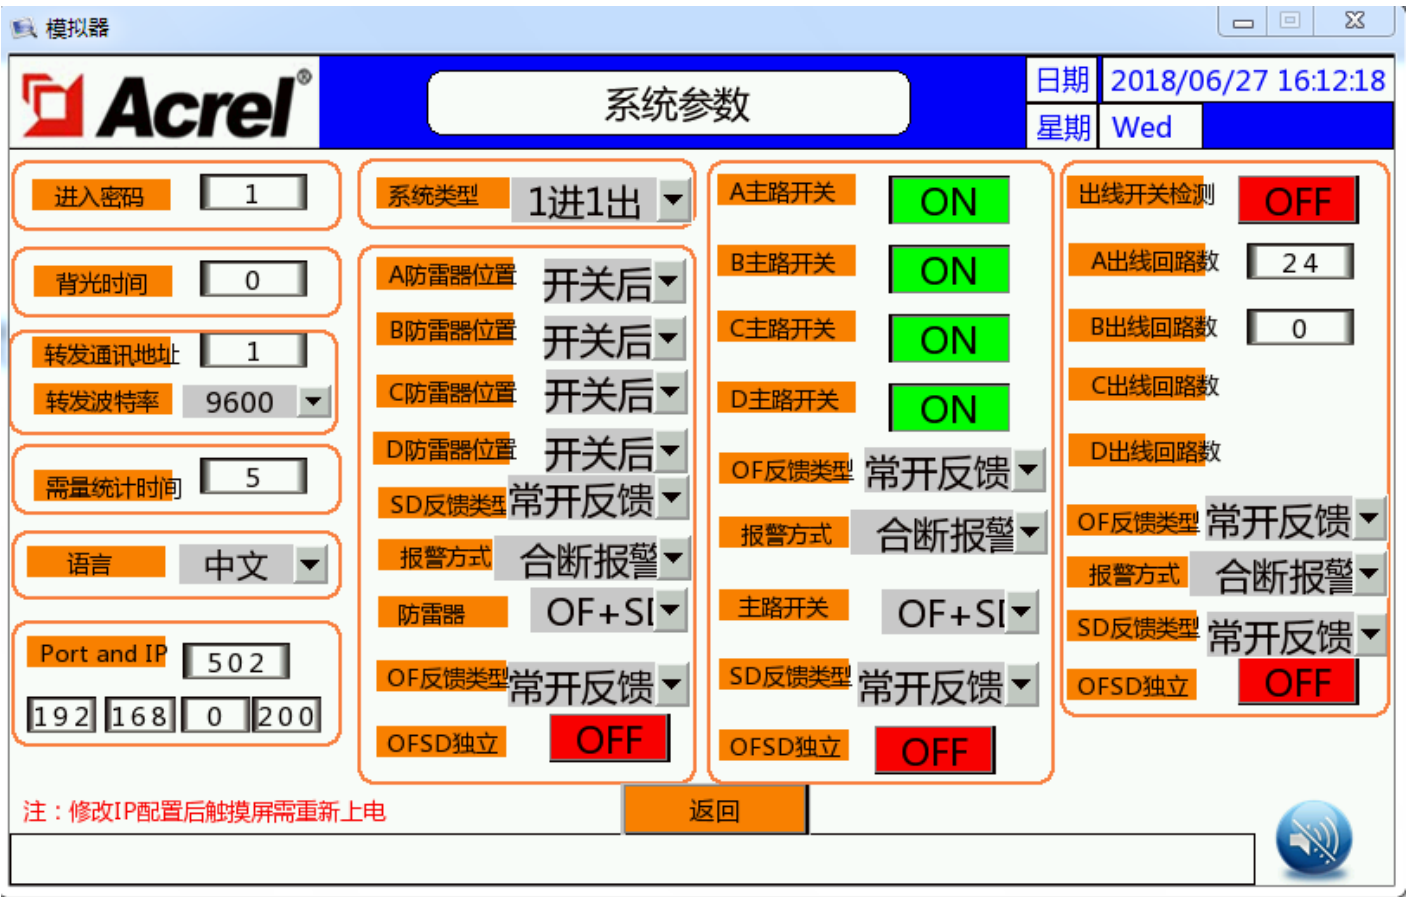 模拟器
Acrel®
系统参数
日期 2018/06/27 16:12:18
星期 Wed
进入密码 1
背光时间 0
转发通讯地址 1
转发波特率 9600
需量统计时间 5
语言 中文
Port and IP 502
192 168 0 200
系统类型 1进1出
A防雷器位置 开关后
B防雷器位置 开关后
C防雷器位置 开关后
D防雷器位置 开关后
SD反馈类型 常开反馈
报警方式 合断报警
防雷器 OF+SD
OF反馈类型 常开反馈
OFSD独立 OFF
A主路开关 ON
B主路开关 ON
C主路开关 ON
D主路开关 ON
OF反馈类型 常开反馈
报警方式 合断报警
主路开关 OF+SD
SD反馈类型 常开反馈
OFSD独立 OFF
出线开关检测 OFF
A出线回路数 24
B出线回路数 0
C出线回路数
D出线回路数
OF反馈类型 常开反馈
报警方式 合断报警
SD反馈类型 常开反馈
OFSD独立 OFF
注：修改IP配置后触摸屏需重新上电
返回